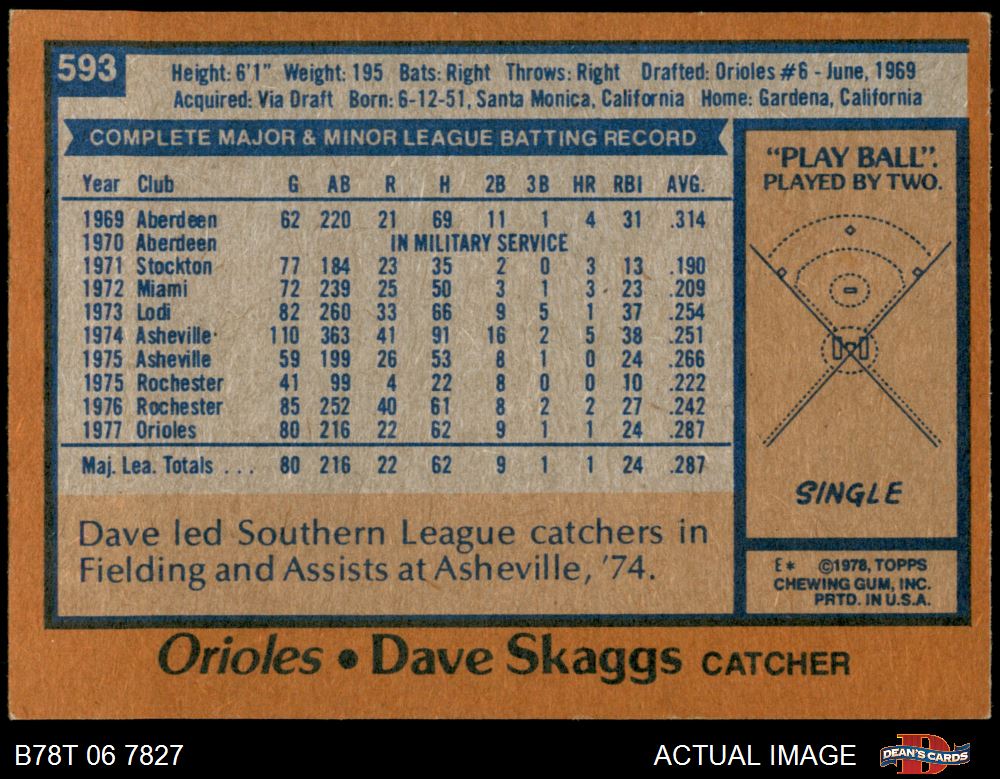 593
Height: 6'1" Weight: 195 Bats: Right Throws: Right Drafted: Orioles #6 - June, 1969
Acquired: Via Draft Born: 6-12-51, Santa Monica, California Home: Gardena, California
COMPLETE MAJOR & MINOR LEAGUE BATTING RECORD
Year Club G AB R H 2B 3B HR RBI AVG.
1969 Aberdeen 62 220 21 69 11 1 4 31 .314
1970 Aberdeen IN MILITARY SERVICE
1971 Stockton 77 184 23 35 2 0 3 13 .190
1972 Miami 72 239 25 50 3 1 3 23 .209
1973 Lodi 82 260 33 66 9 5 1 37 .254
1974 Asheville 110 363 41 91 16 2 5 38 .251
1975 Asheville 59 199 26 53 8 1 0 24 .266
1975 Rochester 41 99 4 22 8 0 0 10 .222
1976 Rochester 85 252 40 61 8 2 2 27 .242
1977 Orioles 80 216 22 62 9 1 1 24 .287
Maj. Lea. Totals . . . 80 216 22 62 9 1 1 24 .287
Dave led Southern League catchers in
Fielding and Assists at Asheville, '74.
"PLAY BALL".
PLAYED BY TWO.
SINGLE
E* ©1978, TOPPS
CHEWING GUM, INC.
PRTD. IN U.S.A.
Orioles • Dave Skaggs CATCHER
B78T 06 7827
ACTUAL IMAGE
DEAN'S CARDS